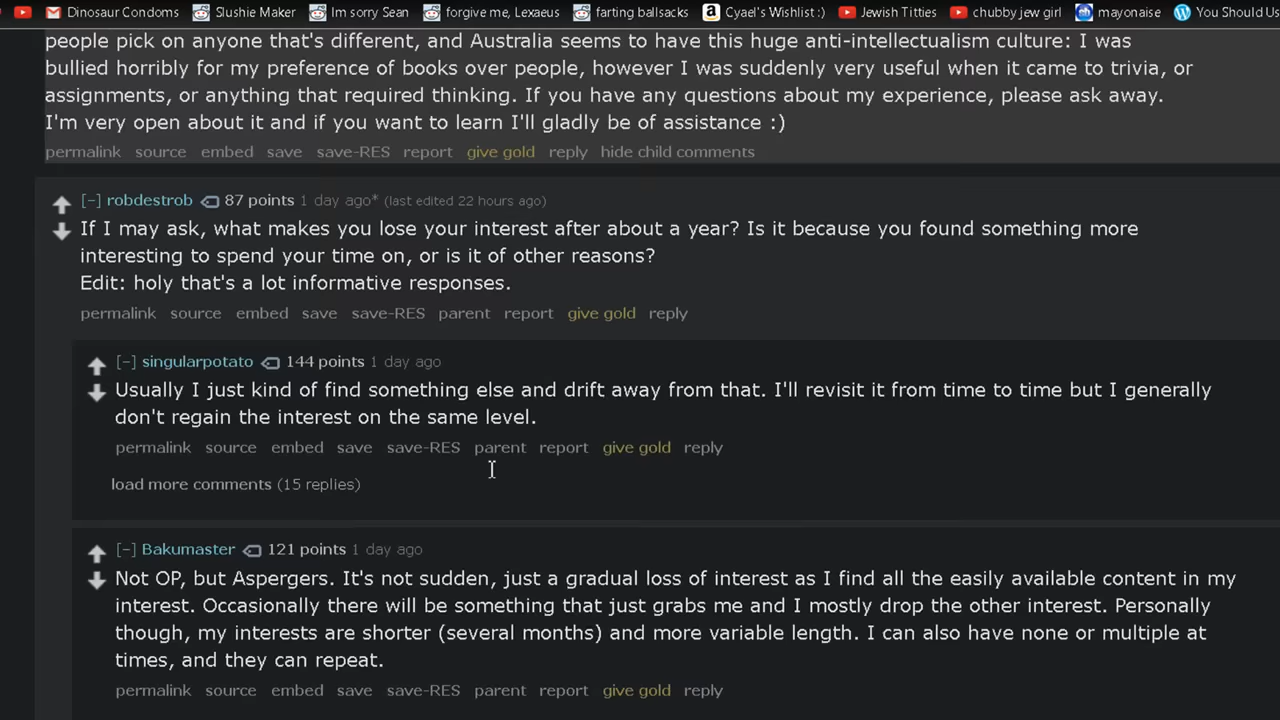 Dinosaur Condoms Slushie Maker Im sorry Sean forgive me, Lexaeus farting ballsacks Cyael's Wishlist :) Jewish Titties chubby jew girl mayonaise You Should Us
people pick on anyone that's different, and Australia seems to have this huge anti-intellectualism culture: I was
bullied horribly for my preference of books over people, however I was suddenly very useful when it came to trivia, or
assignments, or anything that required thinking. If you have any questions about my experience, please ask away.
I'm very open about it and if you want to learn I'll gladly be of assistance :)
permalink source embed save save-RES report give gold reply hide child comments
[-] robdestrob 87 points 1 day ago* (last edited 22 hours ago)
If I may ask, what makes you lose your interest after about a year? Is it because you found something more
interesting to spend your time on, or is it of other reasons?
Edit: holy that's a lot informative responses.
permalink source embed save save-RES parent report give gold reply
[-] singularpotato 144 points 1 day ago
Usually I just kind of find something else and drift away from that. I'll revisit it from time to time but I generally
don't regain the interest on the same level.
permalink source embed save save-RES parent report give gold reply
load more comments (15 replies)
[-] Bakumaster 121 points 1 day ago
Not OP, but Aspergers. It's not sudden, just a gradual loss of interest as I find all the easily available content in my
interest. Occasionally there will be something that just grabs me and I mostly drop the other interest. Personally
though, my interests are shorter (several months) and more variable length. I can also have none or multiple at
times, and they can repeat.
permalink source embed save save-RES parent report give gold reply